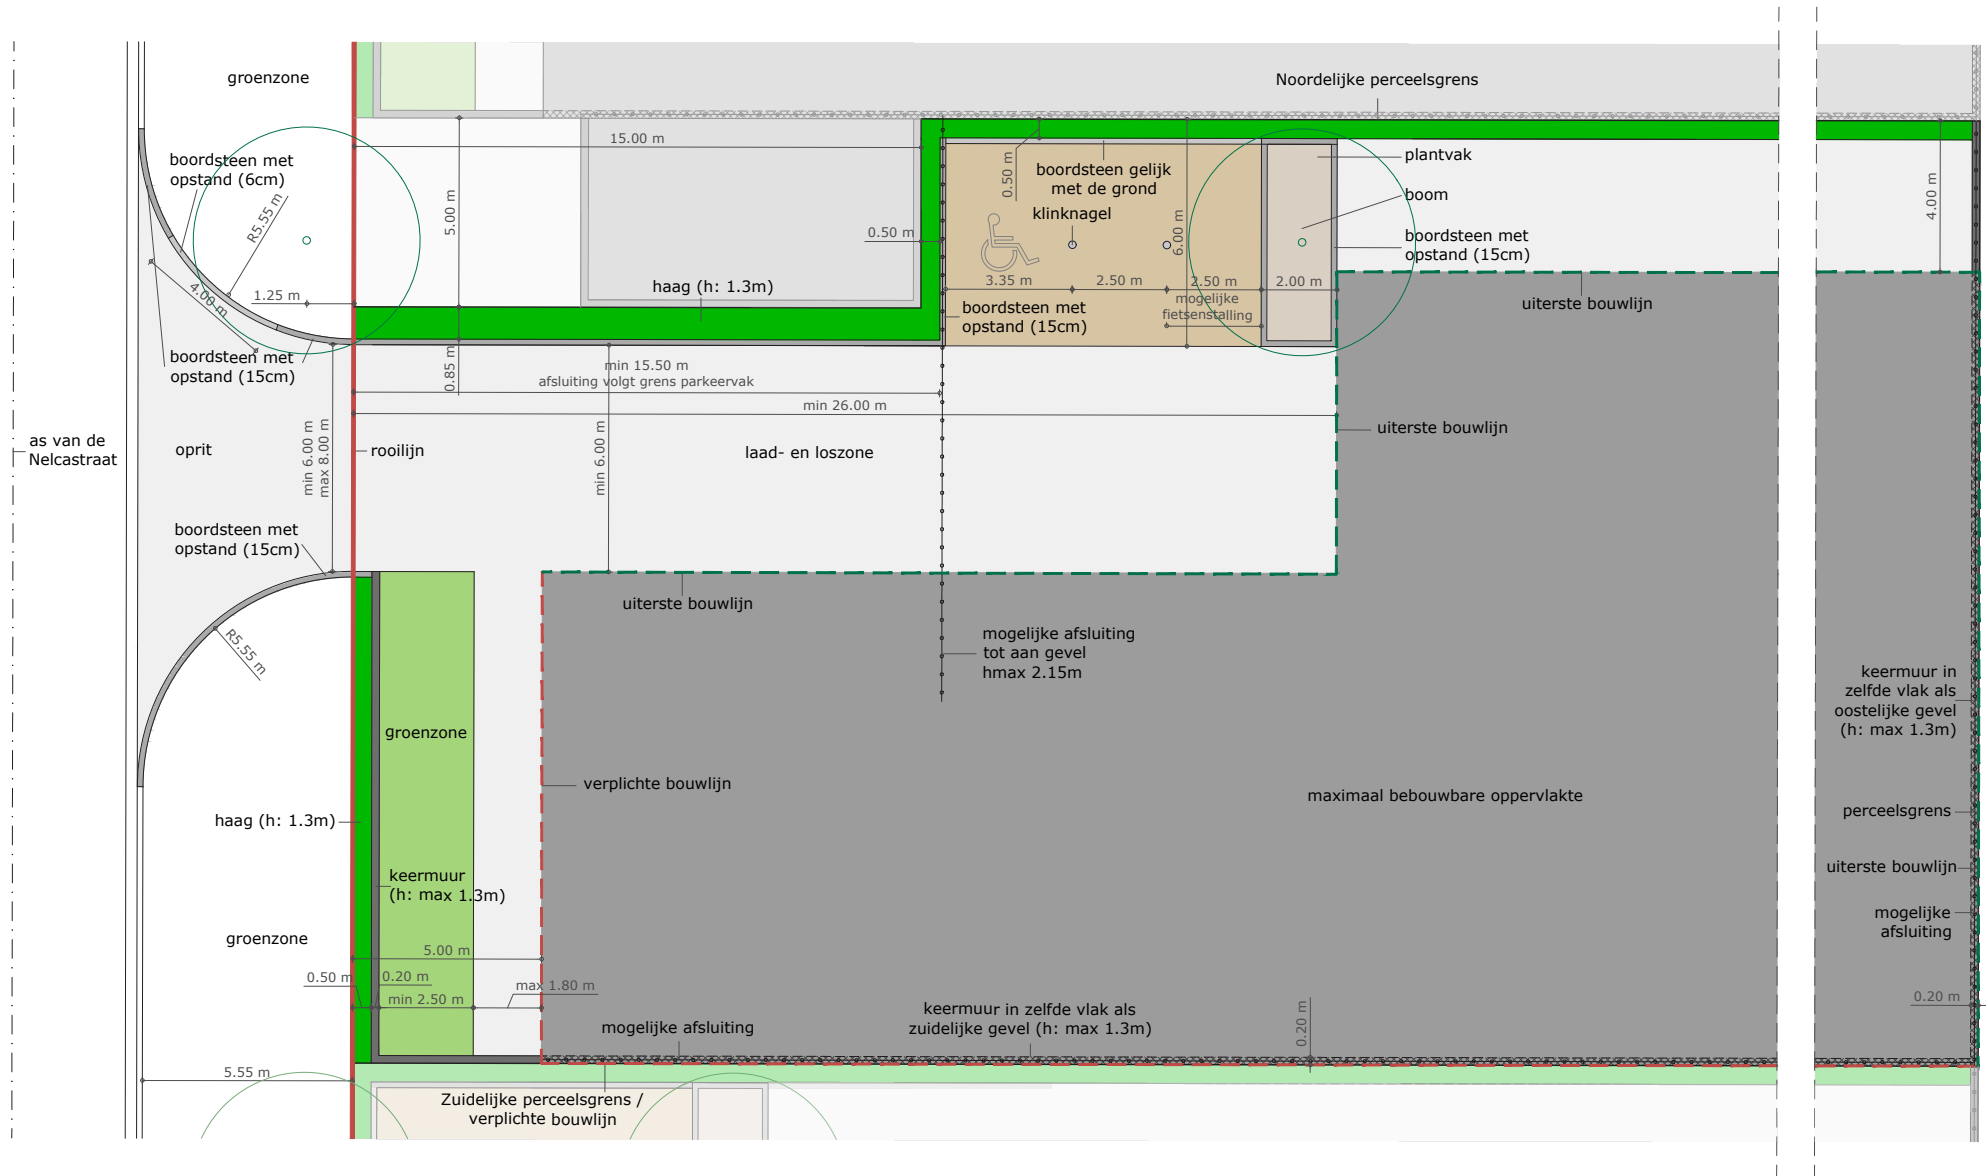 groenzone
Noordelijke perceelsgrens
boordsteen met
opstand (6cm)
R5.55 m
4.00 m
1.25 m
boordsteen met
opstand (15cm)
15.00 m
5.00 m
0.50 m
haag (h: 1.3m)
0.85 m
0.50 m
boordsteen gelijk
met de grond
klinknagel
6.00 m
3.35 m
2.50 m
2.50 m
2.00 m
mogelijke
fietsenstalling
boordsteen met
opstand (15cm)
plantvak
boom
boordsteen met
opstand (15cm)
4.00 m
uiterste bouwlijn
min 15.50 m
afsluiting volgt grens parkeervak
min 26.00 m
as van de
Nelcastraat
oprit
min 6.00 m
max 8.00 m
rooilijn
min 6.00 m
laad- en loszone
uiterste bouwlijn
boordsteen met
opstand (15cm)
R5.55 m
uiterste bouwlijn
mogelijke afsluiting
tot aan gevel
hmax 2.15m
keermuur in
zelfde vlak als
oostelijke gevel
(h: max 1.3m)
groenzone
verplichte bouwlijn
maximaal bebouwbare oppervlakte
perceelsgrens
haag (h: 1.3m)
keermuur
(h: max 1.3m)
uiterste bouwlijn
mogelijke
afsluiting
groenzone
5.00 m
0.50 m
0.20 m
min 2.50 m
max 1.80 m
mogelijke afsluiting
keermuur in zelfde vlak als
zuidelijke gevel (h: max 1.3m)
0.20 m
0.20 m
5.55 m
Zuidelijke perceelsgrens /
verplichte bouwlijn